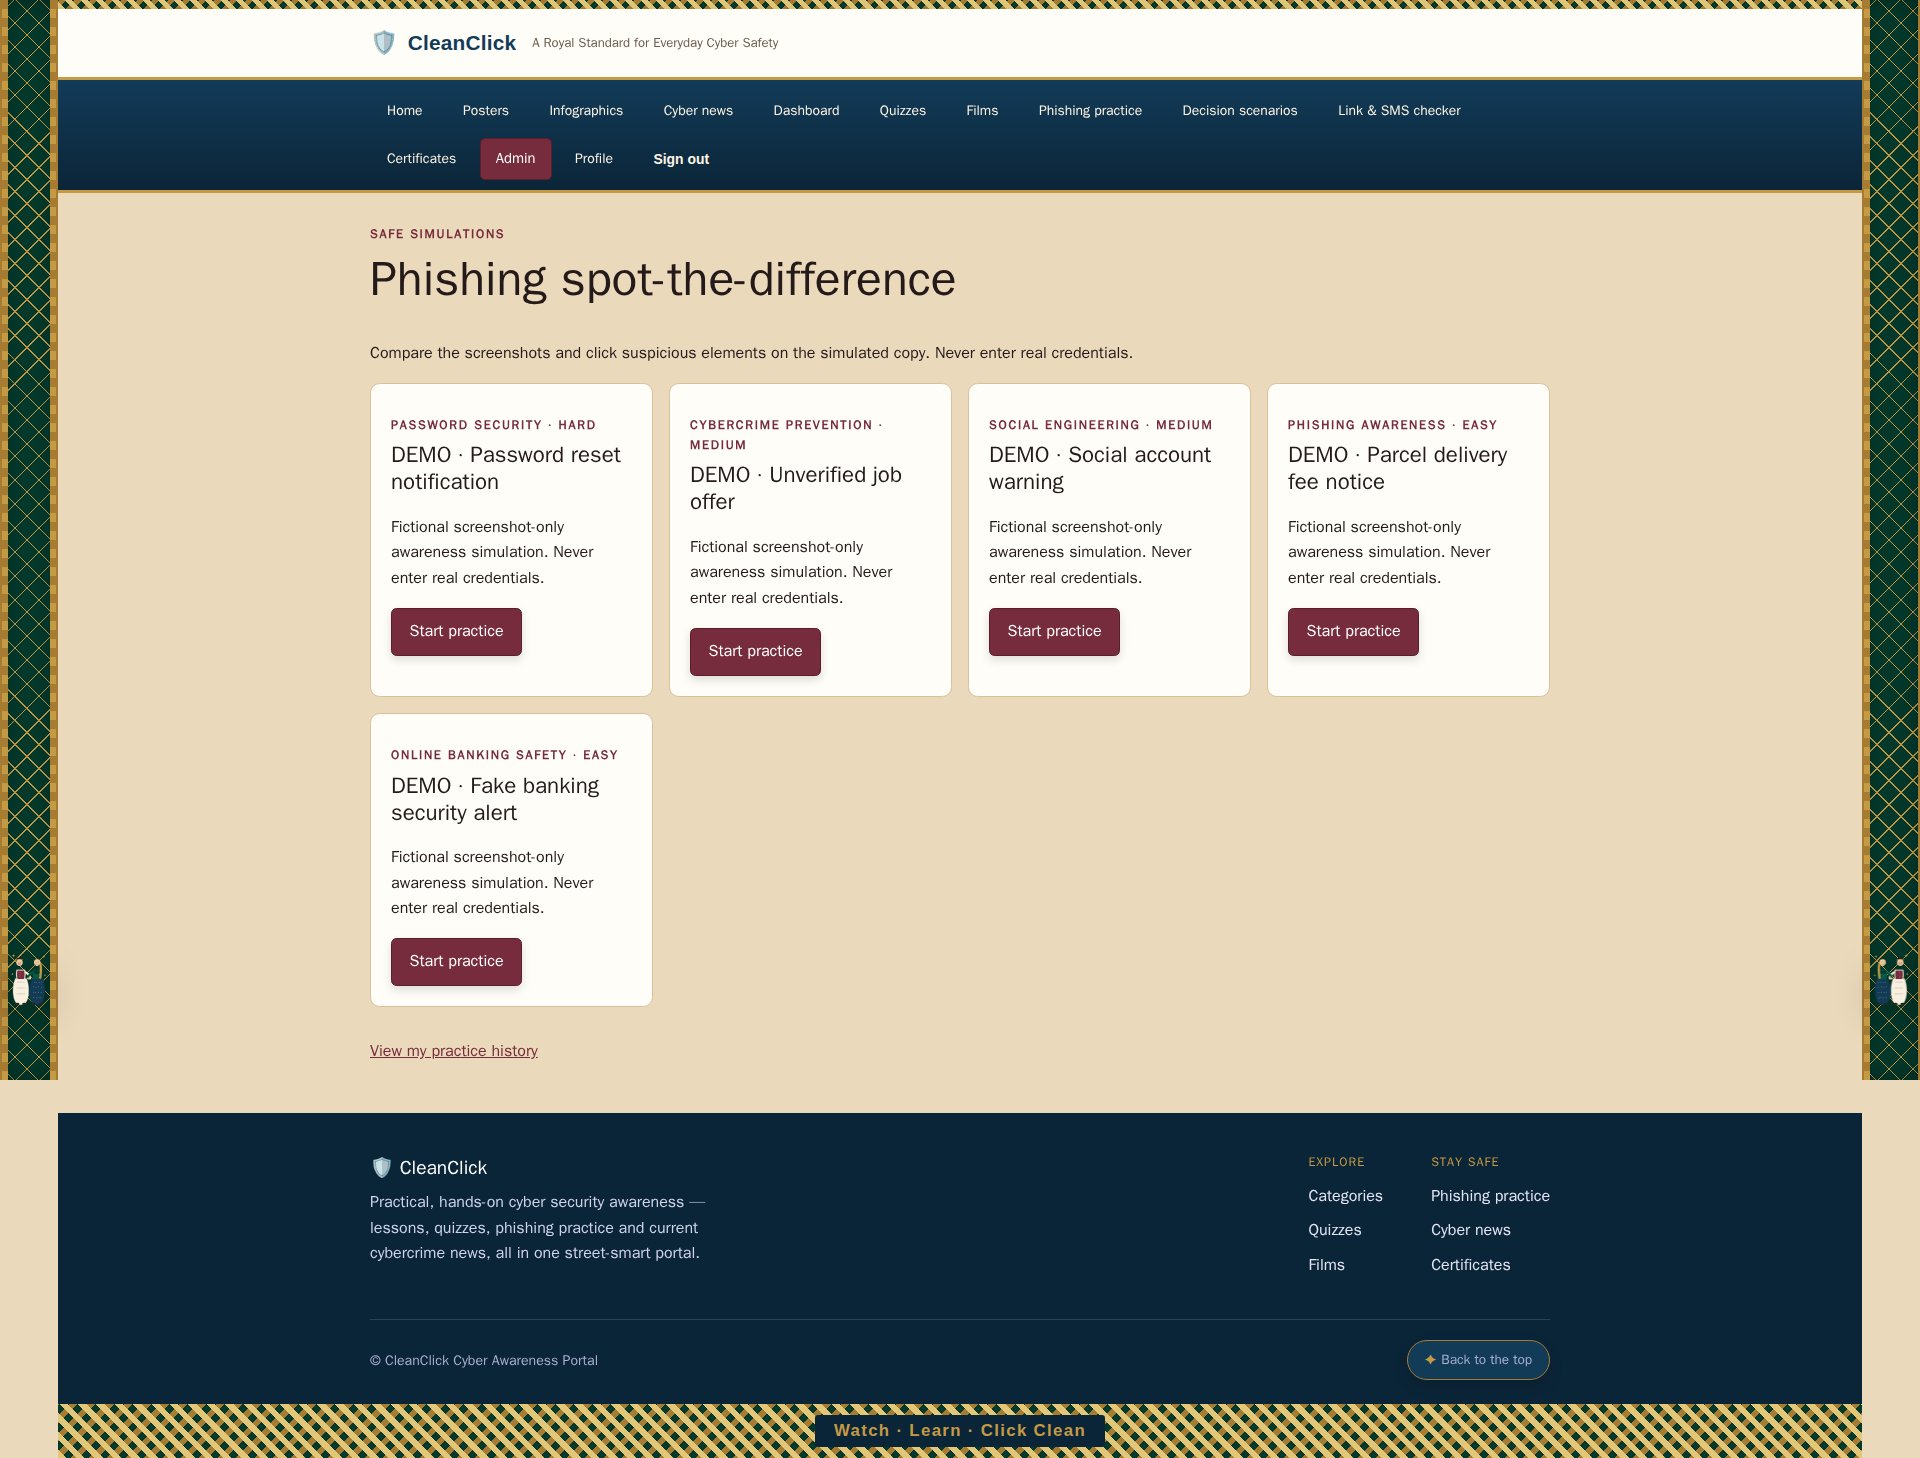 CleanClick A Royal Standard for Everyday Cyber Safety
Home Posters Infographics Cyber news Dashboard Quizzes Films Phishing practice Decision scenarios Link & SMS checker
Certificates Admin Profile Sign out
SAFE SIMULATIONS
Phishing spot-the-difference
Compare the screenshots and click suspicious elements on the simulated copy. Never enter real credentials.
PASSWORD SECURITY · HARD
DEMO · Password reset
notification
Fictional screenshot-only
awareness simulation. Never
enter real credentials.
Start practice
CYBERCRIME PREVENTION ·
MEDIUM
DEMO · Unverified job
offer
Fictional screenshot-only
awareness simulation. Never
enter real credentials.
Start practice
SOCIAL ENGINEERING · MEDIUM
DEMO · Social account
warning
Fictional screenshot-only
awareness simulation. Never
enter real credentials.
Start practice
PHISHING AWARENESS · EASY
DEMO · Parcel delivery
fee notice
Fictional screenshot-only
awareness simulation. Never
enter real credentials.
Start practice
ONLINE BANKING SAFETY · EASY
DEMO · Fake banking
security alert
Fictional screenshot-only
awareness simulation. Never
enter real credentials.
Start practice
View my practice history
CleanClick
Practical, hands-on cyber security awareness —
lessons, quizzes, phishing practice and current
cybercrime news, all in one street-smart portal.
EXPLORE
Categories
Quizzes
Films
STAY SAFE
Phishing practice
Cyber news
Certificates
© CleanClick Cyber Awareness Portal
✦ Back to the top
Watch · Learn · Click Clean